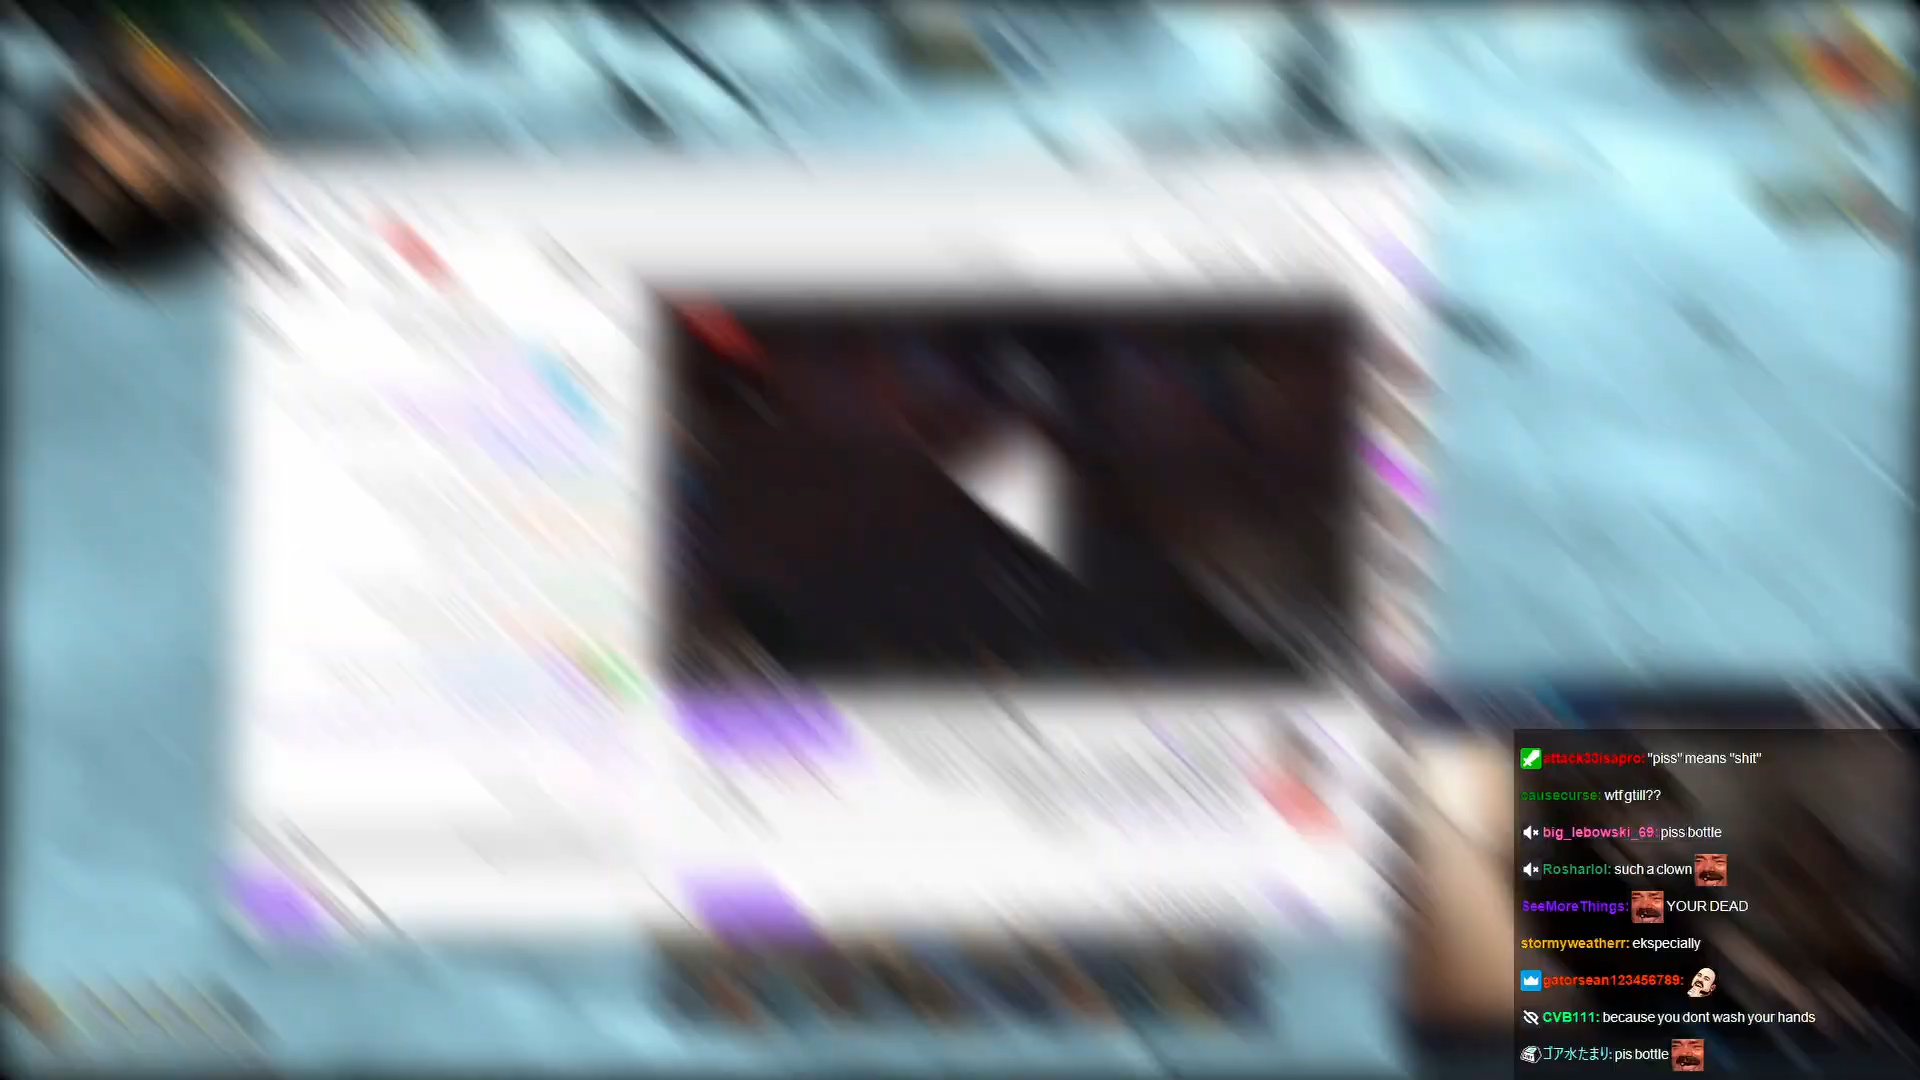 attack33isapro: "piss" means "shit"
pausecurse: wtf gtill??
big_lebowski_69: piss bottle
Rosharlol: such a clown
SeeMoreThings: YOUR DEAD
stormyweatherr: ekspecially
gatorsean123456789:
CVB111: because you dont wash your hands
ゴア水たまり: pis bottle